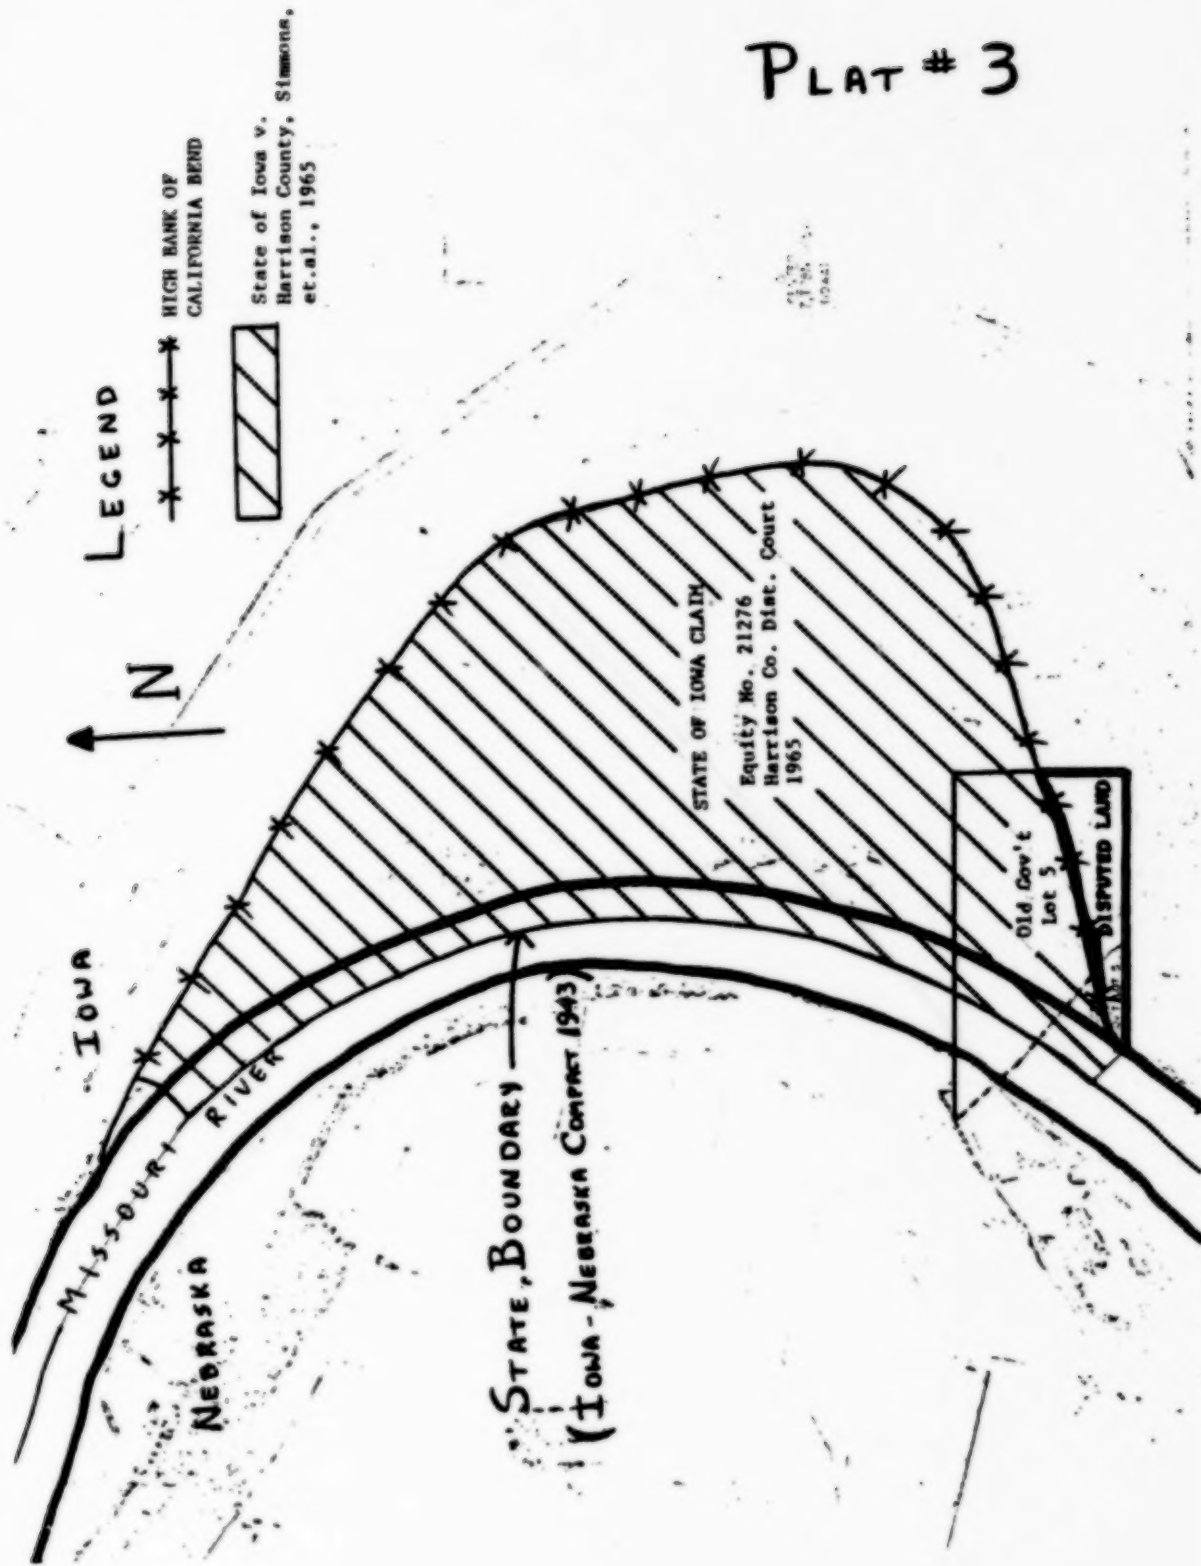 PLAT # 3
LEGEND
HIGH BANK OF
CALIFORNIA BEND
State of Iowa v.
Harrison County, Simmons,
et.al., 1965
N
IOWA
MISSOURI RIVER
NEBRASKA
STATE BOUNDARY
(IOWA - NEBRASKA COMPACT 1943)
STATE OF IOWA CLAIM
Equity No. 21276
Harrison Co. Dist. Court
1965
Old Gov't
Lot 5
DISPUTED LAND